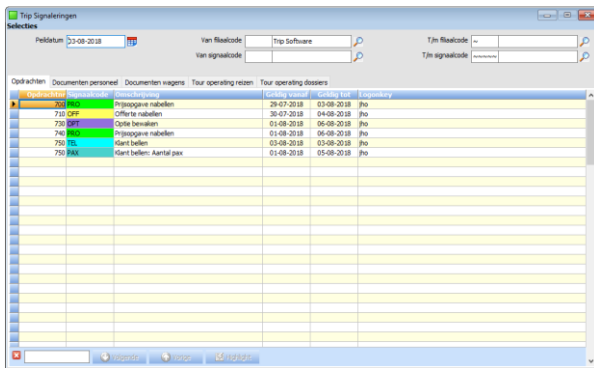 Trip Signaleringen
Selecties
Peildatum 03-08-2018 Van filiaalcode Trip Software T/m filiaalcode
Van signaalcode T/m signaalcode
Opdrachten Documenten personeel Documenten wagens Tour operating reizen Tour operating dossiers
Opdrachtnr Signaalcode Omschrijving Geldig vanaf Geldig tot Logonkey
700 PRO Prijsopgave nabellen 29-07-2018 03-08-2018 jho
710 OFF Offerte nabellen 30-07-2018 04-08-2018 jho
730 OPT Optie bewaken 01-08-2018 06-08-2018 jho
740 PRO Prijsopgave nabellen 01-08-2018 06-08-2018 jho
750 TEL Klant bellen 03-08-2018 03-08-2018 jho
750 PAX Klant bellen: Aantal pax 01-08-2018 05-08-2018 jho
Volgende Vorige Highlight